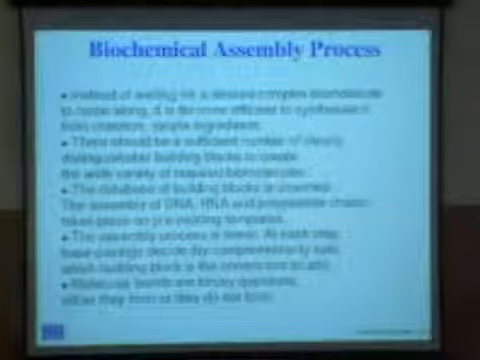 Biochemical Assembly Process
• Instead of waiting for a desired complex biomolecule
to come along, it is far more efficient to synthesise it
from common, simple ingredients.
• There should be a sufficient number of clearly
distinguishable building blocks to create
the wide variety of required biomolecules.
• The database of building blocks is
The assembly of DNA, RNA and polypeptide chains
takes place on pre-existing templates.
• The assembly process is linear. At each step,
base-pairings decide (by complementarity rule)
which building block is the correct one to add.
• Molecular bonds are binary questions,
either they form or they do not form.